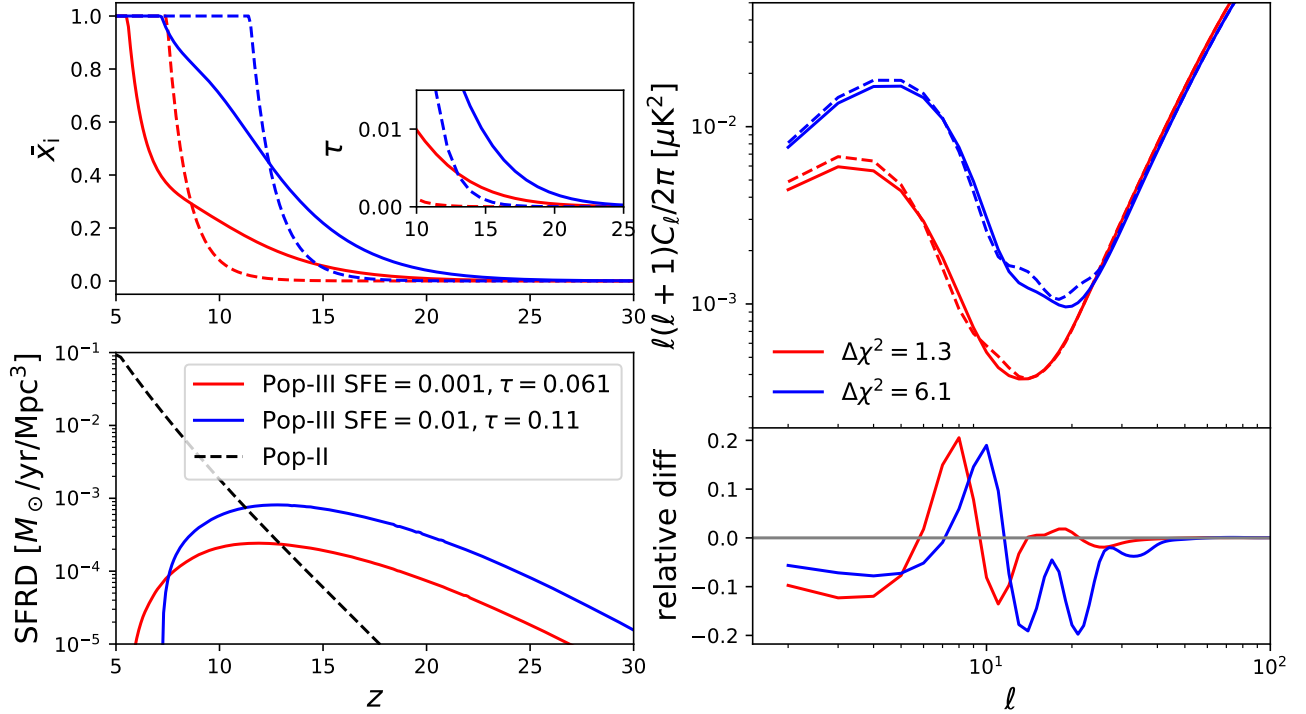 1.0
0.8
0.6
0.4
0.2
0.0
x̄ᵢ
5 10 15 20 25 30
τ
0.01
0.00
10 15 20 25
SFRD [M⊙/yr/Mpc³]
10⁻¹
10⁻²
10⁻³
10⁻⁴
10⁻⁵
Pop-III SFE = 0.001, τ = 0.061
Pop-III SFE = 0.01, τ = 0.11
Pop-II
5 10 15 20 25 30
z
ℓ(ℓ + 1)Cℓ/2π [μK²]
10⁻²
10⁻³
Δχ² = 1.3
Δχ² = 6.1
relative diff
0.2
0.1
0.0
−0.1
−0.2
10¹ 10²
ℓ